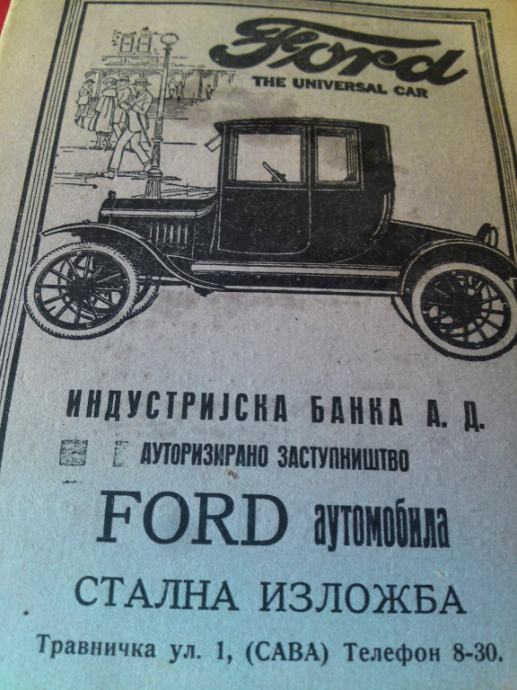 Ford
THE UNIVERSAL CAR
ИНДУСТРИЈСКА БАНКА А. Д.
АУТОРИЗИРАНО ЗАСТУПНИШТВО
FORD аутомобила
СТАЛНА ИЗЛОЖБА
Травничка ул. 1, (САВА) Телефон 8-30.